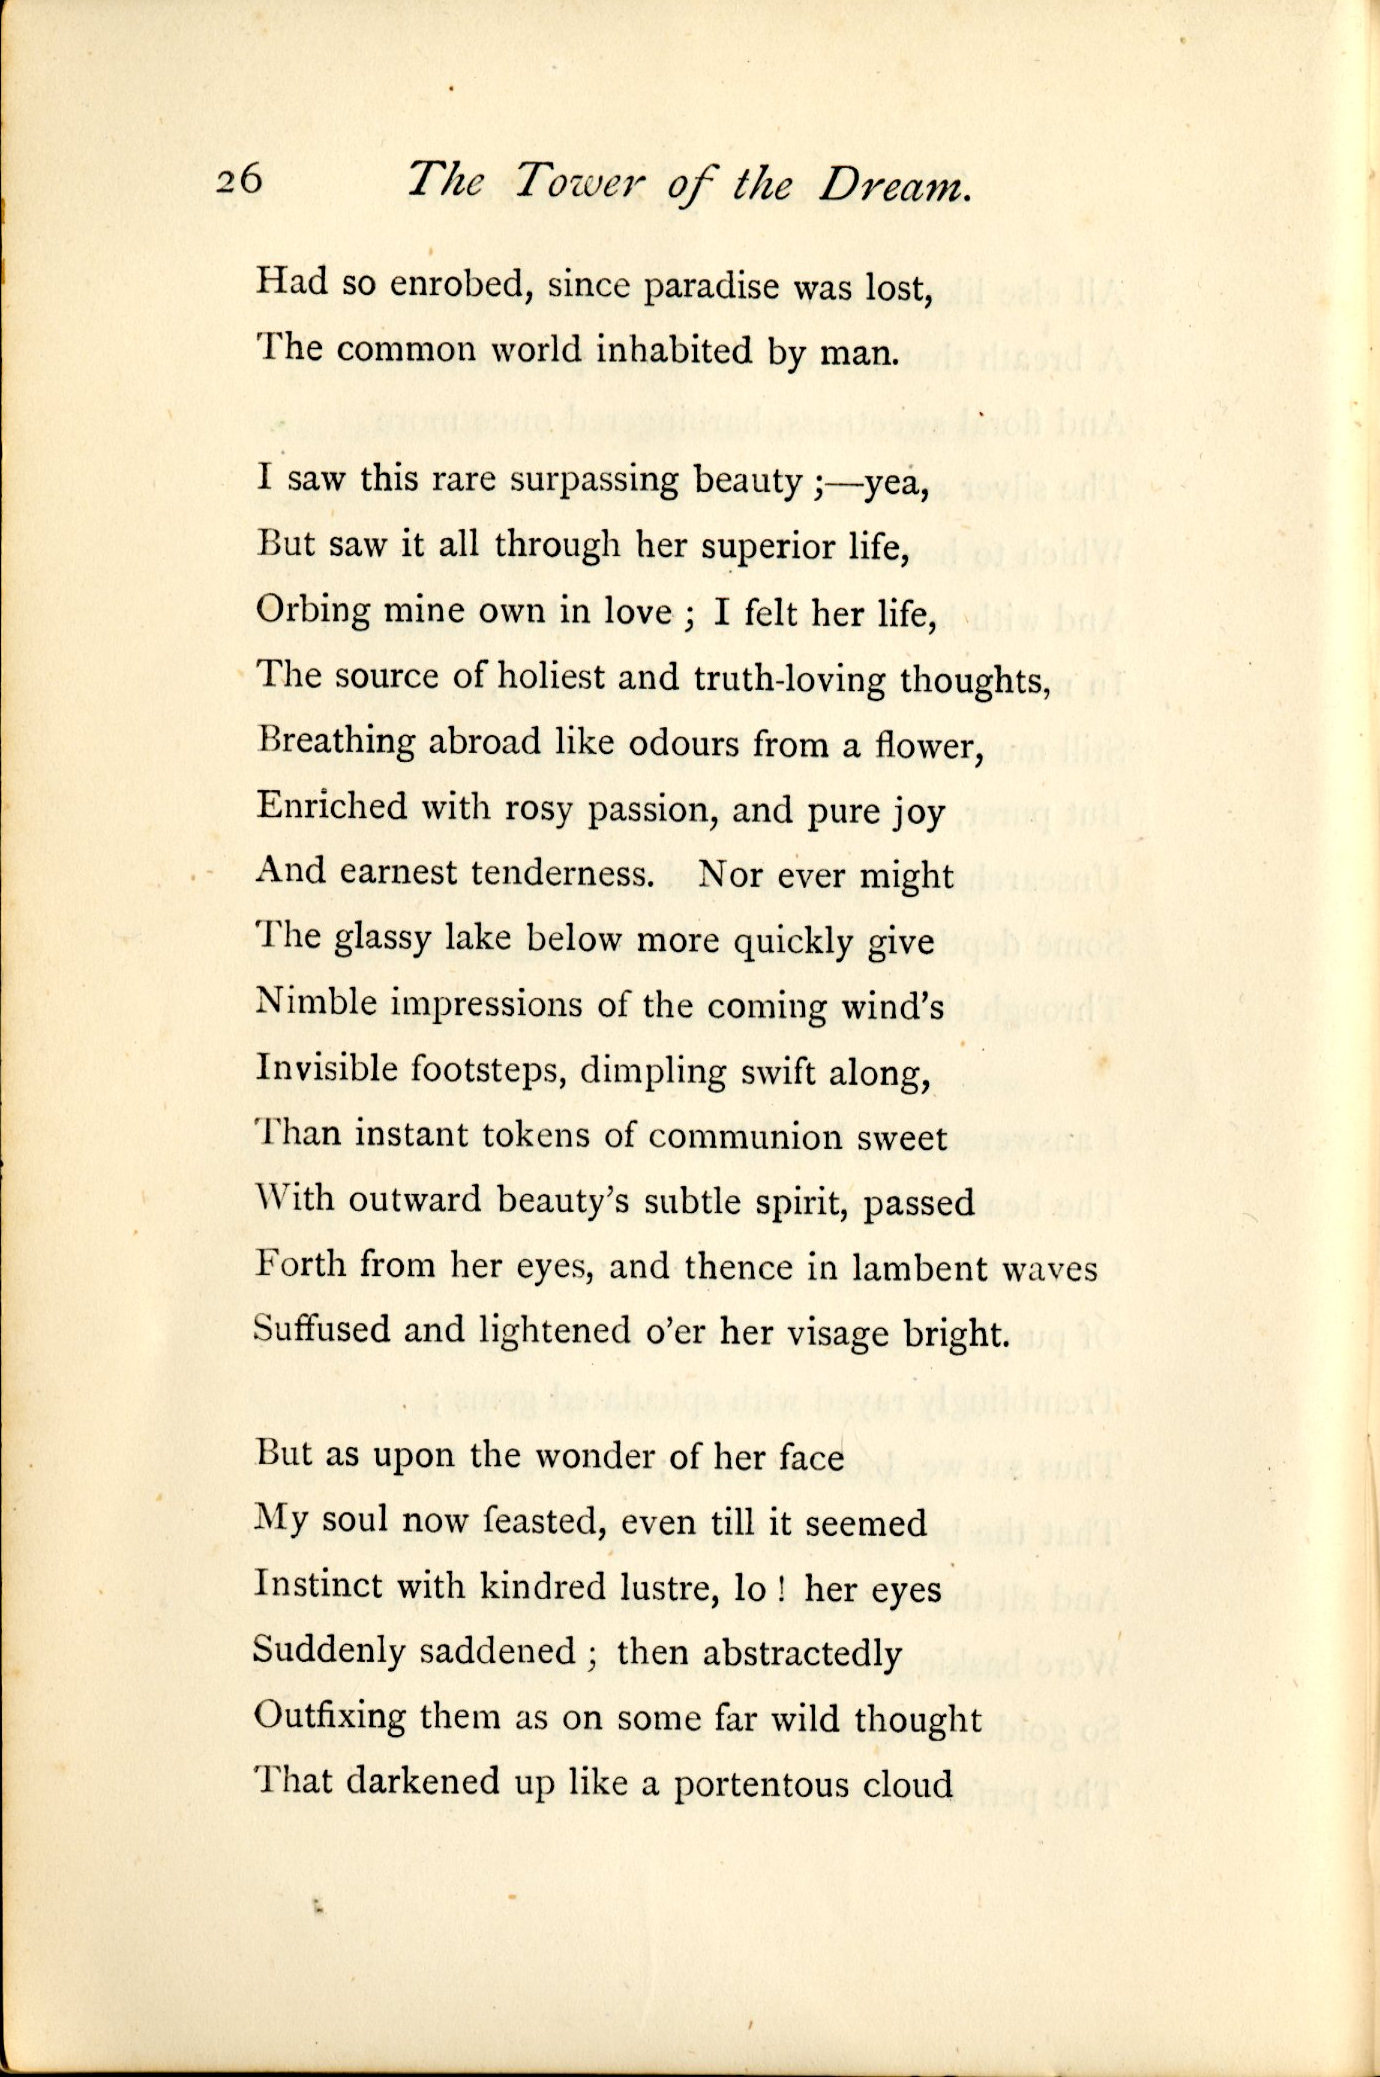 26 The Tower of the Dream.
Had so enrobed, since paradise was lost,
The common world inhabited by man.
I saw this rare surpassing beauty ;—yea,
But saw it all through her superior life,
Orbing mine own in love ; I felt her life,
The source of holiest and truth-loving thoughts,
Breathing abroad like odours from a flower,
Enriched with rosy passion, and pure joy
And earnest tenderness. Nor ever might
The glassy lake below more quickly give
Nimble impressions of the coming wind’s
Invisible footsteps, dimpling swift along,
Than instant tokens of communion sweet
With outward beauty’s subtle spirit, passed
Forth from her eyes, and thence in lambent waves
Suffused and lightened o’er her visage bright.
But as upon the wonder of her face
My soul now feasted, even till it seemed
Instinct with kindred lustre, lo ! her eyes
Suddenly saddened ; then abstractedly
Outfixing them as on some far wild thought
That darkened up like a portentous cloud